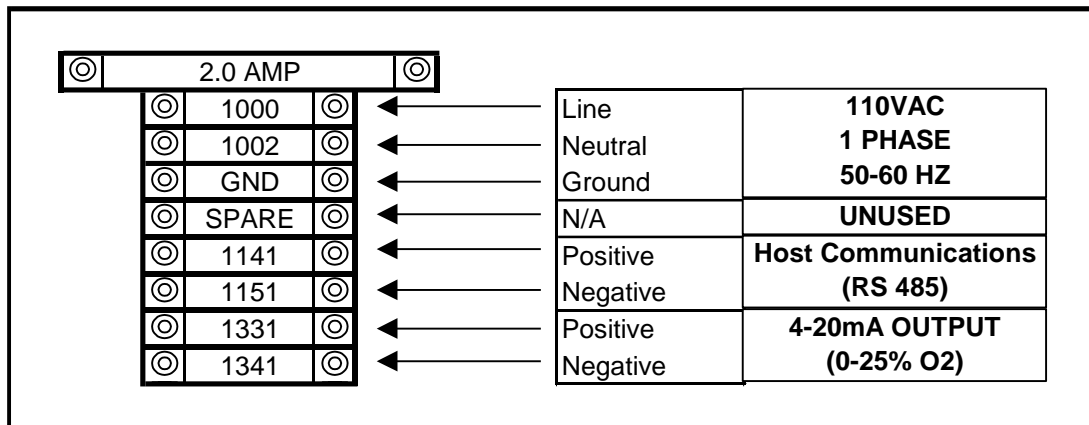 2.0 AMP
1000 Line 110VAC
1002 Neutral 1 PHASE
GND Ground 50-60 HZ
SPARE N/A UNUSED
1141 Positive Host Communications
1151 Negative (RS 485)
1331 Positive 4-20mA OUTPUT
1341 Negative (0-25% O2)